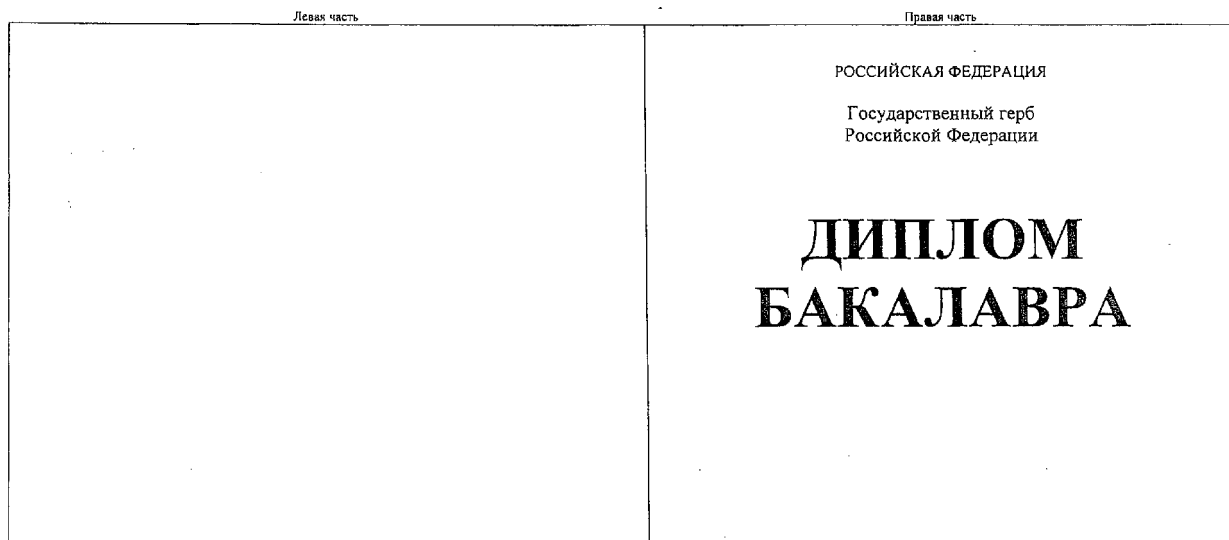 Левая часть
Правая часть
РОССИЙСКАЯ ФЕДЕРАЦИЯ
Государственный герб
Российской Федерации
ДИПЛОМ
БАКАЛАВРА